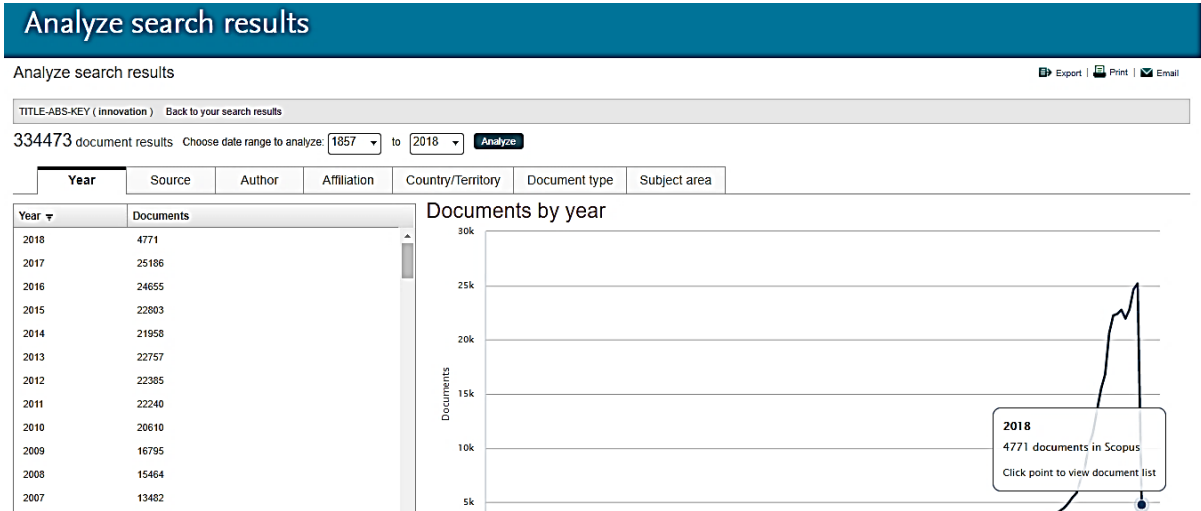 Analyze search results
Analyze search results
Export | Print | Email
TITLE-ABS-KEY ( innovation ) Back to your search results
334473 document results Choose date range to analyze: 1857 to 2018 Analyze
Year Source Author Affiliation Country/Territory Document type Subject area
Year Documents
2018 4771
2017 25186
2016 24655
2015 22803
2014 21958
2013 22757
2012 22385
2011 22240
2010 20610
2009 16795
2008 15464
2007 13482
Documents by year
30k
25k
20k
15k
10k
5k
Documents
2018
4771 documents in Scopus
Click point to view document list